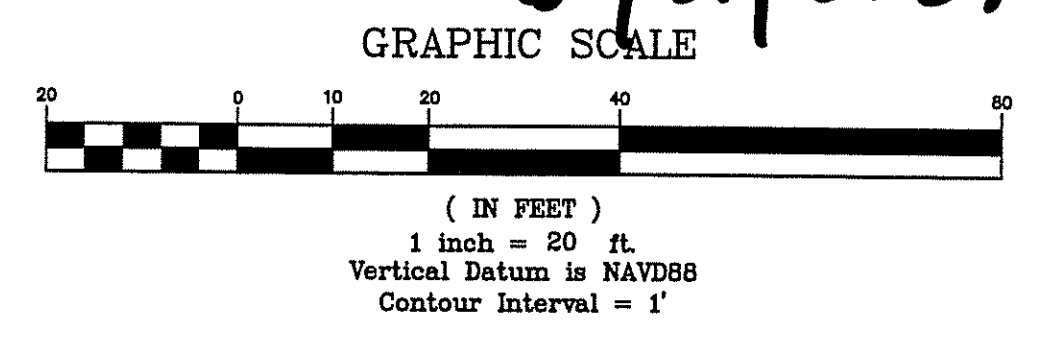 GRAPHIC SCALE
20 0 10 20 40 80
( IN FEET )
1 inch = 20 ft.
Vertical Datum is NAVD88
Contour Interval = 1'